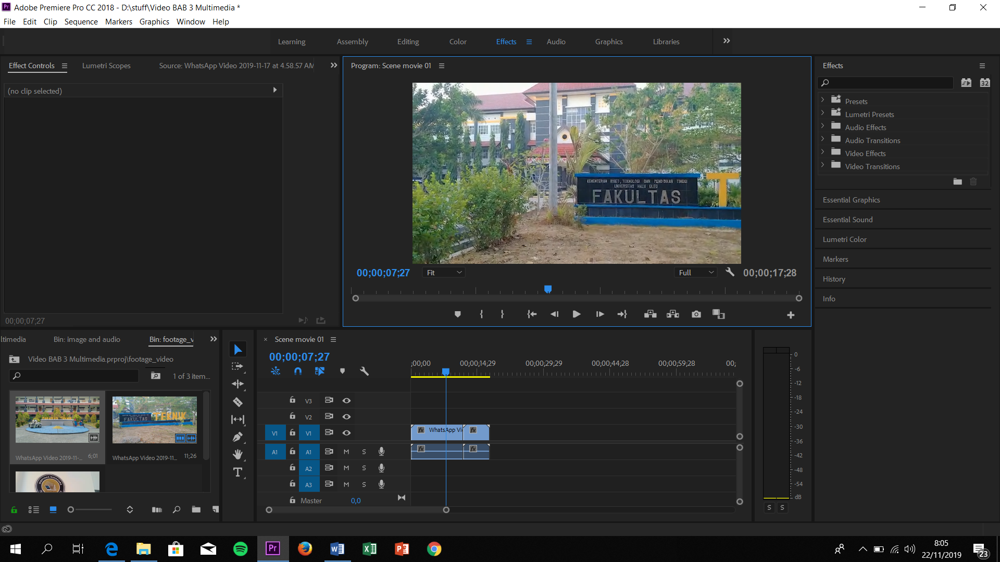 Adobe Premiere Pro CC 2018 - D:\stuff\Video BAB 3 Multimedia *
File Edit Clip Sequence Markers Graphics Window Help
Learning Assembly Editing Color Effects Audio Graphics Libraries
Effect Controls Lumetri Scopes Source: WhatsApp Video 2019-11-17 at 4.58.57 AM
(no clip selected)
00;00;07;27
Program: Scene movie 01
KEMENTERIAN RISET, TEKNOLOGI DAN PENDIDIKAN TINGGI
UNIVERSITAS HALU OLEO
FAKULTAS
T
00;00;07;27 Fit Full 00;00;17;28
Effects
32
Presets
Lumetri Presets
Audio Effects
Audio Transitions
Video Effects
Video Transitions
Essential Graphics
Essential Sound
Lumetri Color
Markers
History
Info
ltimedia Bin: image and audio Bin: footage_v
Video BAB 3 Multimedia.prproj\footage_video
1 of 3 item...
FAKULTAS TEKNIK
FAKULTAS TEKNIK
WhatsApp Video 2019-11-... 6;01
WhatsApp Video 2019-11... 11;26
Scene movie 01
00;00;07;27
;00;00 00;00;14;29 00;00;29;29 00;00;44;28 00;00;59;28 00;
V3
V2
V1 V1 fx WhatsApp Vi fx
A1 A1 M S fx fx
A2 M S
A3 M S
Master 0,0
0
-6
-12
-18
-24
-30
-36
-42
-48
-54
dB
S S
Pr
8:05
22/11/2019
23